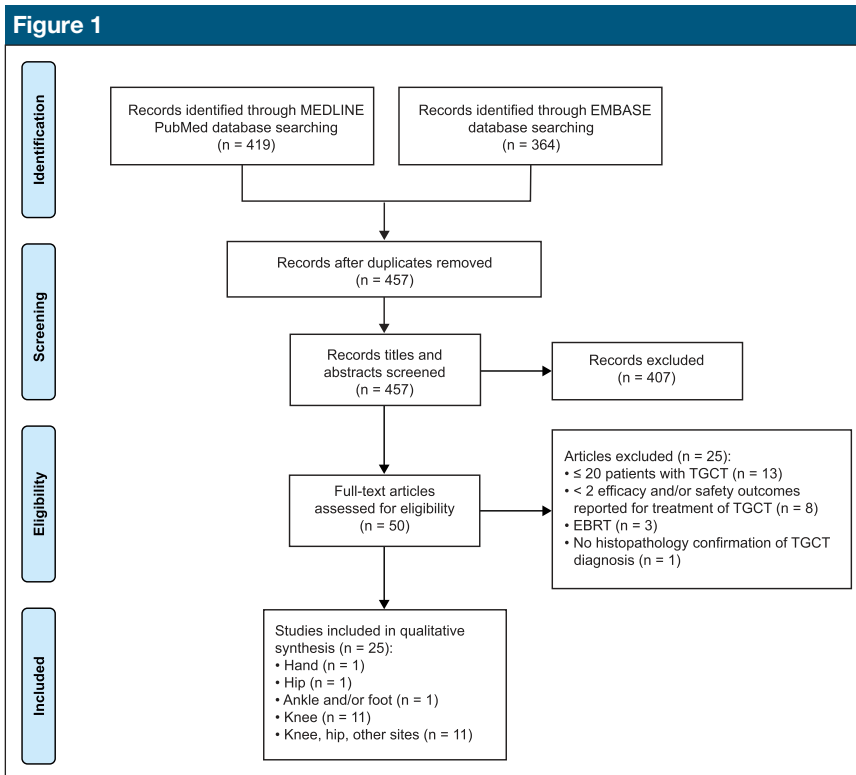 Figure 1
Identification
Records identified through MEDLINE
PubMed database searching
(n = 419)
Records identified through EMBASE
database searching
(n = 364)
Screening
Records after duplicates removed
(n = 457)
Records titles and
abstracts screened
(n = 457)
Records excluded
(n = 407)
Eligibility
Full-text articles
assessed for eligibility
(n = 50)
Articles excluded (n = 25):
• ≤ 20 patients with TGCT (n = 13)
• < 2 efficacy and/or safety outcomes
reported for treatment of TGCT (n = 8)
• EBRT (n = 3)
• No histopathology confirmation of TGCT
diagnosis (n = 1)
Included
Studies included in qualitative
synthesis (n = 25):
• Hand (n = 1)
• Hip (n = 1)
• Ankle and/or foot (n = 1)
• Knee (n = 11)
• Knee, hip, other sites (n = 11)